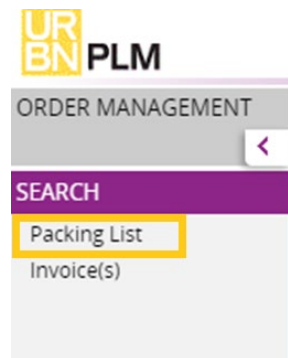 UR
BN PLM
ORDER MANAGEMENT
SEARCH
Packing List
Invoice(s)